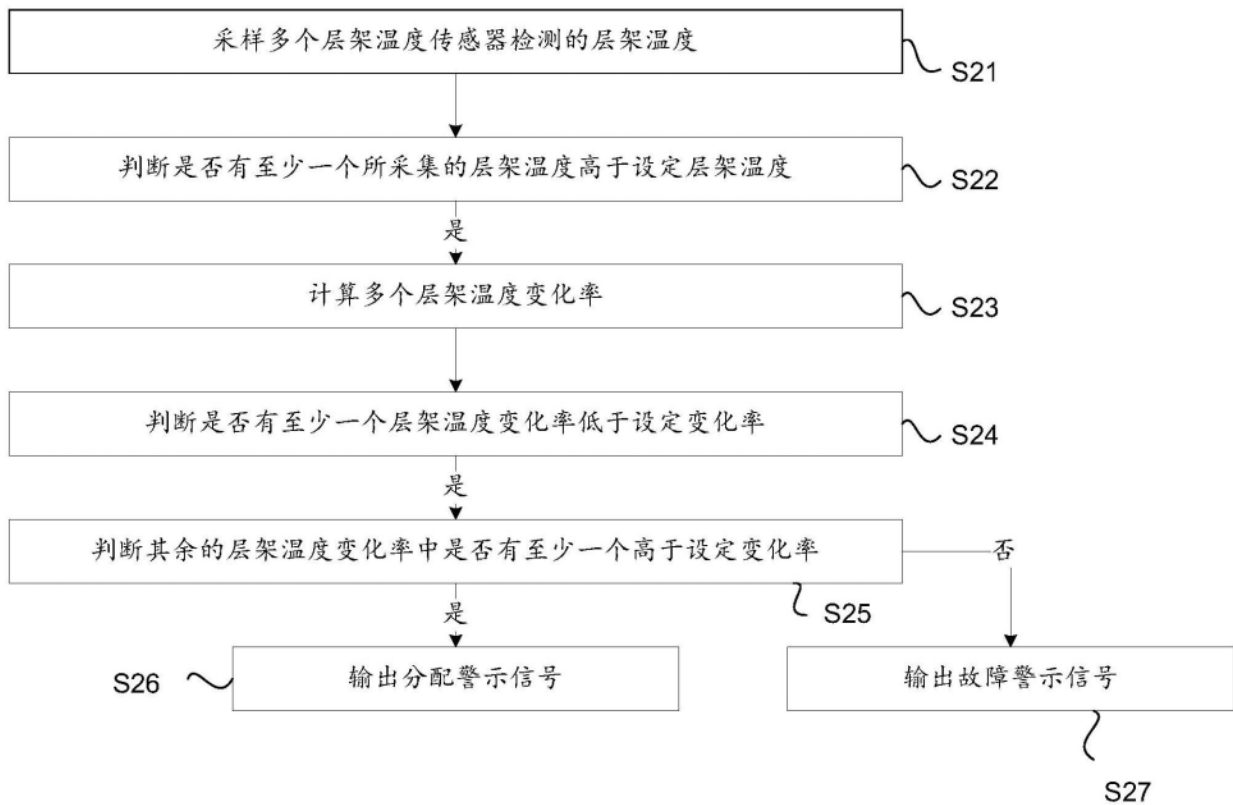 采样多个层架温度传感器检测的层架温度
S21
判断是否有至少一个所采集的层架温度高于设定层架温度
S22
是
计算多个层架温度变化率
S23
判断是否有至少一个层架温度变化率低于设定变化率
S24
是
判断其余的层架温度变化率中是否有至少一个高于设定变化率
否
S25
是
S26
输出分配警示信号
输出故障警示信号
S27